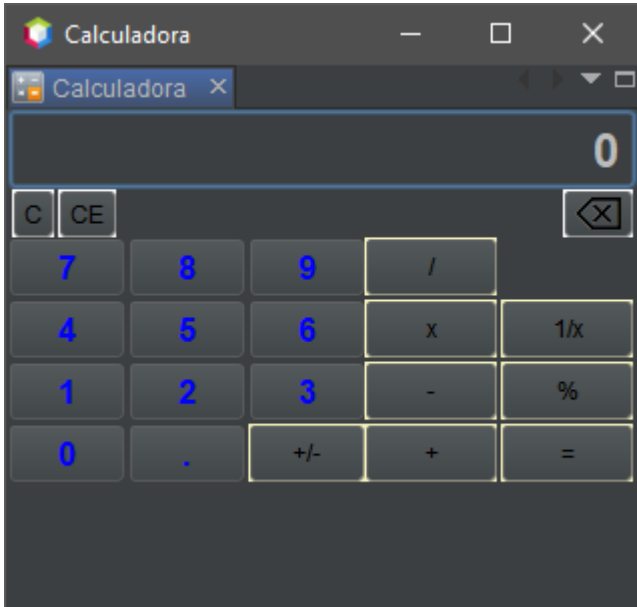 Calculadora
Calculadora
0
C CE
7 8 9 /
4 5 6 x 1/x
1 2 3 - %
0 . +/- + =